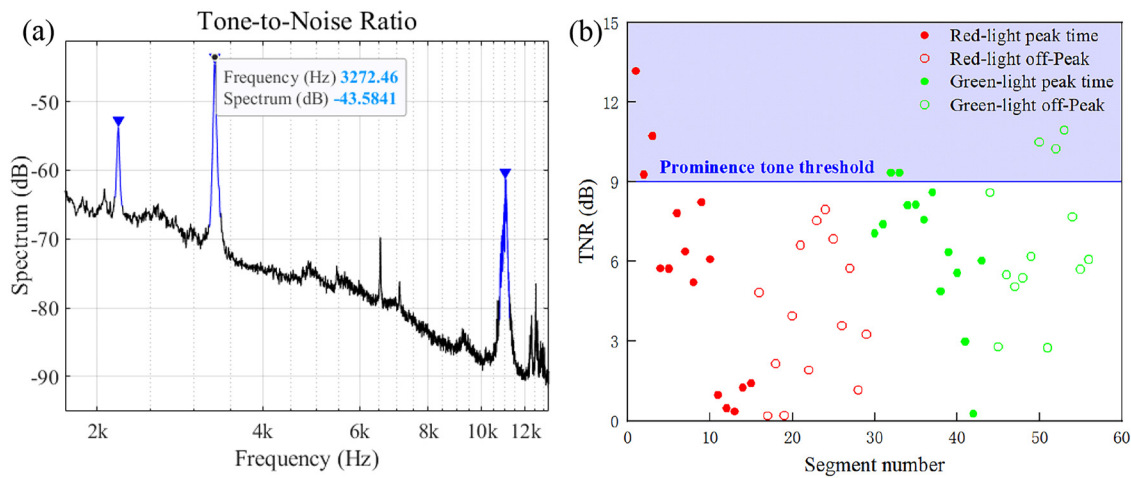 (a)
Tone-to-Noise Ratio
Frequency (Hz) 3272.46
Spectrum (dB) -43.5841
Spectrum (dB)
-50
-60
-70
-80
-90
2k
4k
6k
8k
10k
12k
Frequency (Hz)
(b)
Red-light peak time
Red-light off-Peak
Green-light peak time
Green-light off-Peak
Prominence tone threshold
TNR (dB)
15
12
9
6
3
0
0
10
20
30
40
50
60
Segment number